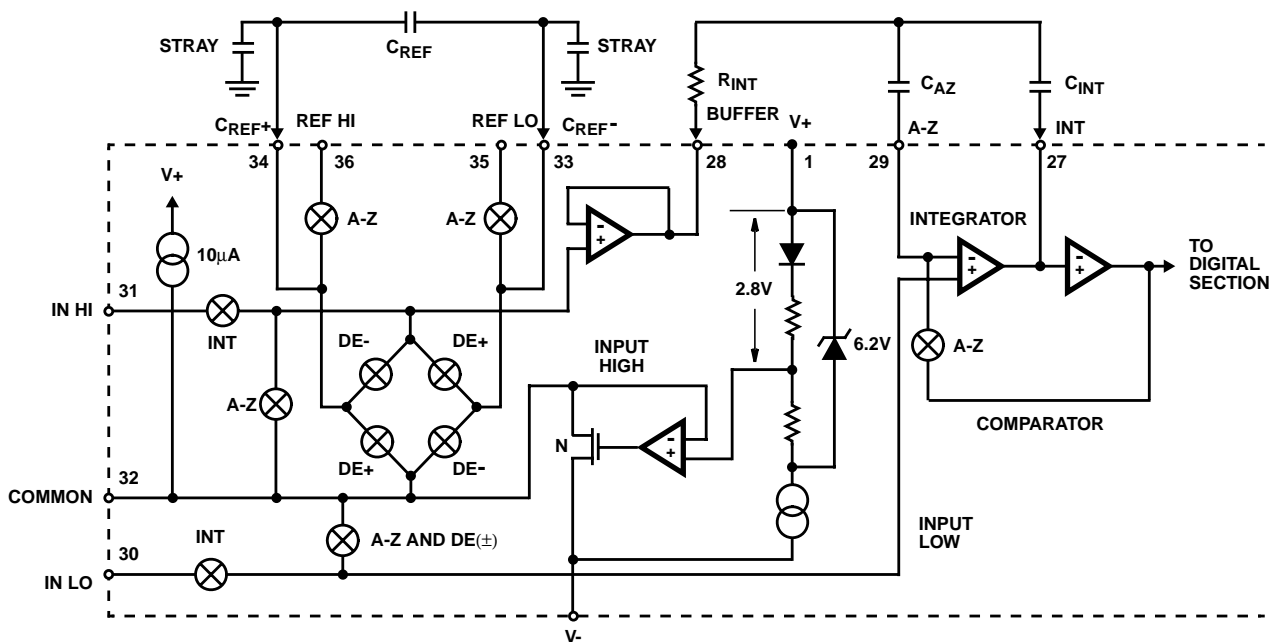 STRAY
CREF
STRAY
RINT
CAZ
CINT
CREF+
REF HI
REF LO
CREF-
BUFFER
V+
A-Z
INT
34
36
35
33
28
1
29
27
V+
10µA
A-Z
A-Z
-
+
2.8V
6.2V
INTEGRATOR
-
+
-
+
TO
DIGITAL
SECTION
31
IN HI
INT
DE-
DE+
A-Z
DE+
DE-
INPUT
HIGH
N
-
+
A-Z
COMPARATOR
32
COMMON
INT
A-Z AND DE(±)
INPUT
LOW
30
IN LO
V-